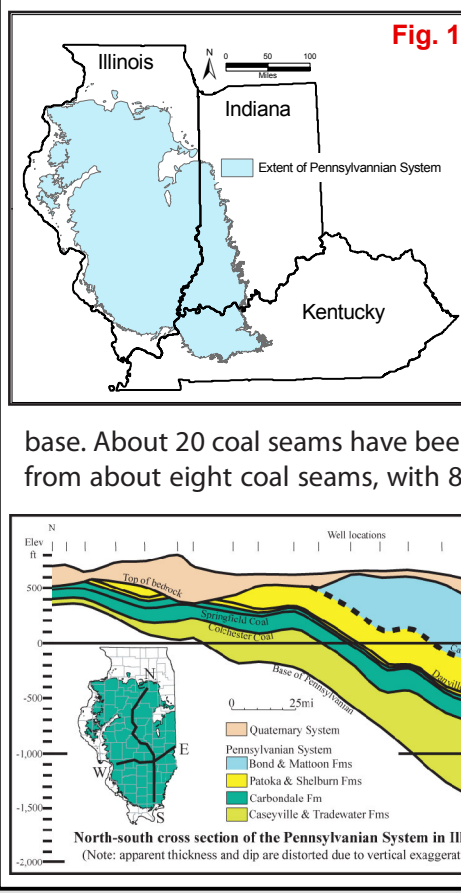 Fig. 1
Illinois
N
0 50 100
Miles
Indiana
Extent of Pennsylvannian System
Kentucky
base. About 20 coal seams have bee
from about eight coal seams, with 8
N
Well locations
Elev
ft
Top of bedrock
500
Springfield Coal
Colchester Coal
Ca
Danville
0
Base of Pennsylvanian
N
0 25mi
-500
Quaternary System
Pennsylvanian System
E
Bond & Mattoon Fms
-1,000
W
Patoka & Shelburn Fms
Carbondale Fm
-1,500
S
Caseyville & Tradewater Fms
North-south cross section of the Pennsylvanian System in Ill
(Note: apparent thickness and dip are distorted due to vertical exaggerat
-2,000